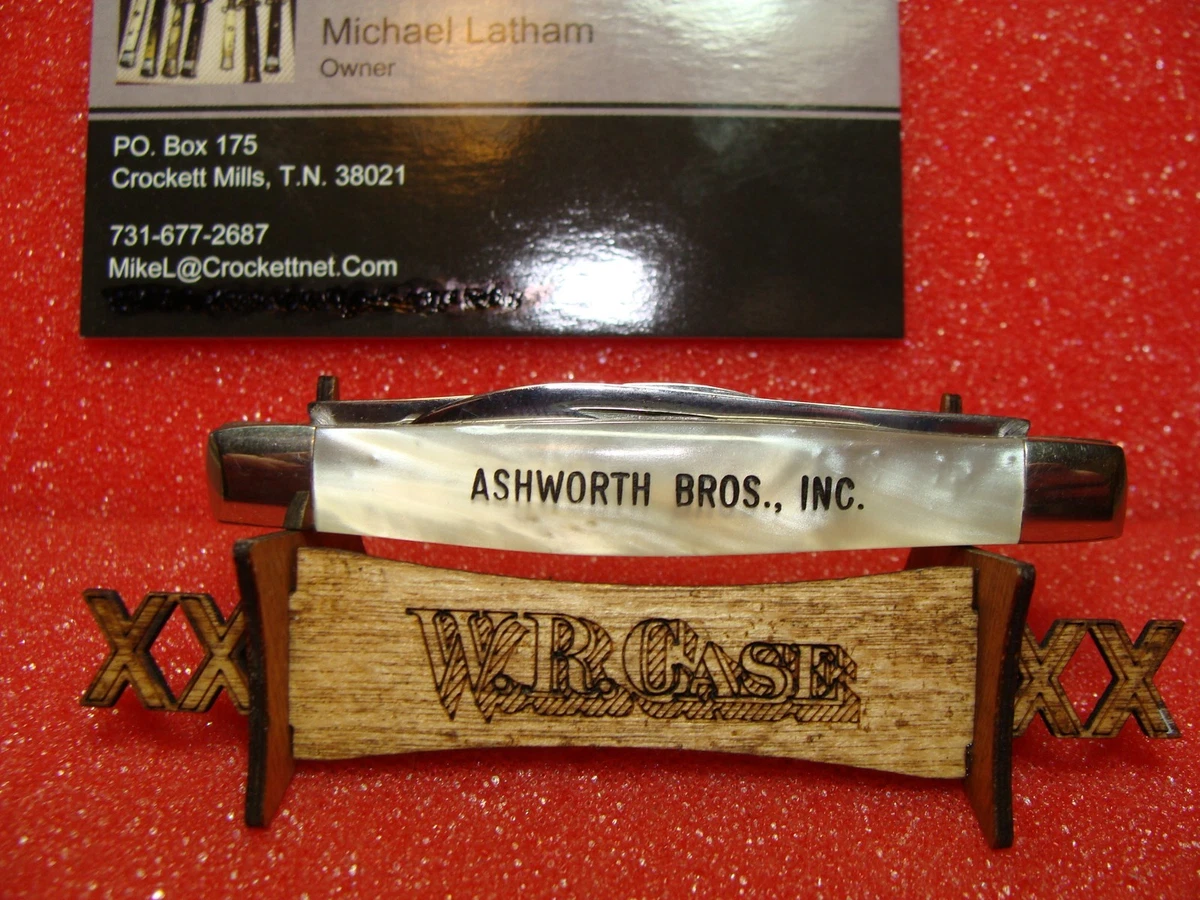 Michael Latham
Owner
PO. Box 175
Crockett Mills, T.N. 38021
731-677-2687
MikeL@Crockettnet.Com
ASHWORTH BROS., INC.
XX W.R. CASE XX